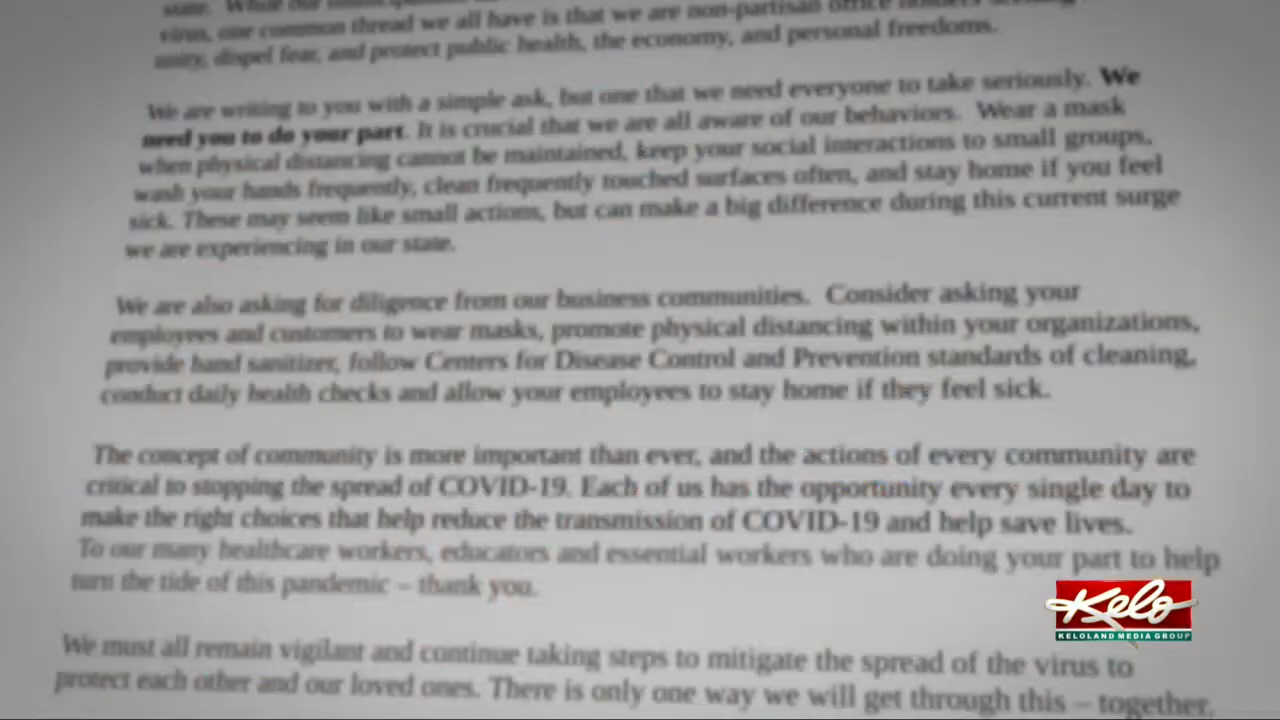 state. While our
virus, one common thread we all have is that we are non-partisan office holders seeking
unity, dispel fear, and protect public health, the economy, and personal freedoms.
We are writing to you with a simple ask, but one that we need everyone to take seriously. We
need you to do your part. It is crucial that we are all aware of our behaviors. Wear a mask
when physical distancing cannot be maintained, keep your social interactions to small groups,
wash your hands frequently, clean frequently touched surfaces often, and stay home if you feel
sick. These may seem like small actions, but can make a big difference during this current surge
we are experiencing in our state.
We are also asking for diligence from our business communities. Consider asking your
employees and customers to wear masks, promote physical distancing within your organizations,
provide hand sanitizer, follow Centers for Disease Control and Prevention standards of cleaning,
conduct daily health checks and allow your employees to stay home if they feel sick.
The concept of community is more important than ever, and the actions of every community are
critical to stopping the spread of COVID-19. Each of us has the opportunity every single day to
make the right choices that help reduce the transmission of COVID-19 and help save lives.
To our many healthcare workers, educators and essential workers who are doing your part to help
turn the tide of this pandemic – thank you.
Kelo
KELOLAND MEDIA GROUP
We must all remain vigilant and continue taking steps to mitigate the spread of the virus to
protect each other and our loved ones. There is only one way we will get through this – together.